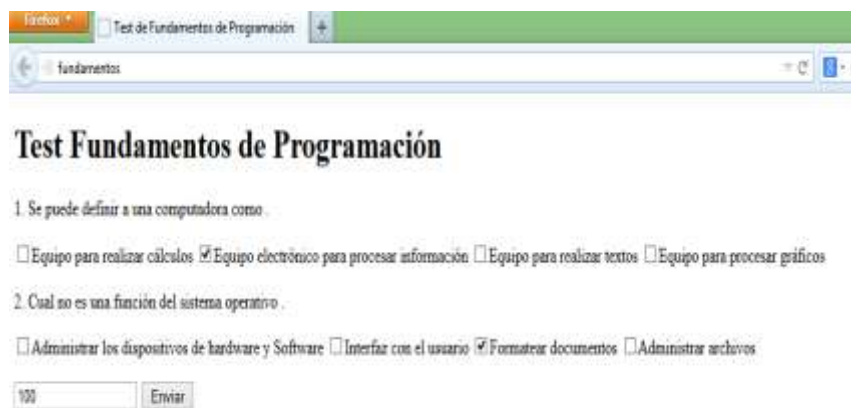 Firefox
Test de Fundamentos de Programación
fundamentos
Test Fundamentos de Programación
1. Se puede definir a una computadora como .
Equipo para realizar cálculos Equipo electrónico para procesar información Equipo para realizar textos Equipo para procesar gráficos
2. Cual no es una función del sistema operativo .
Administrar los dispositivos de hardware y Software Interfaz con el usuario Formatear documentos Administrar archivos
100 Enviar